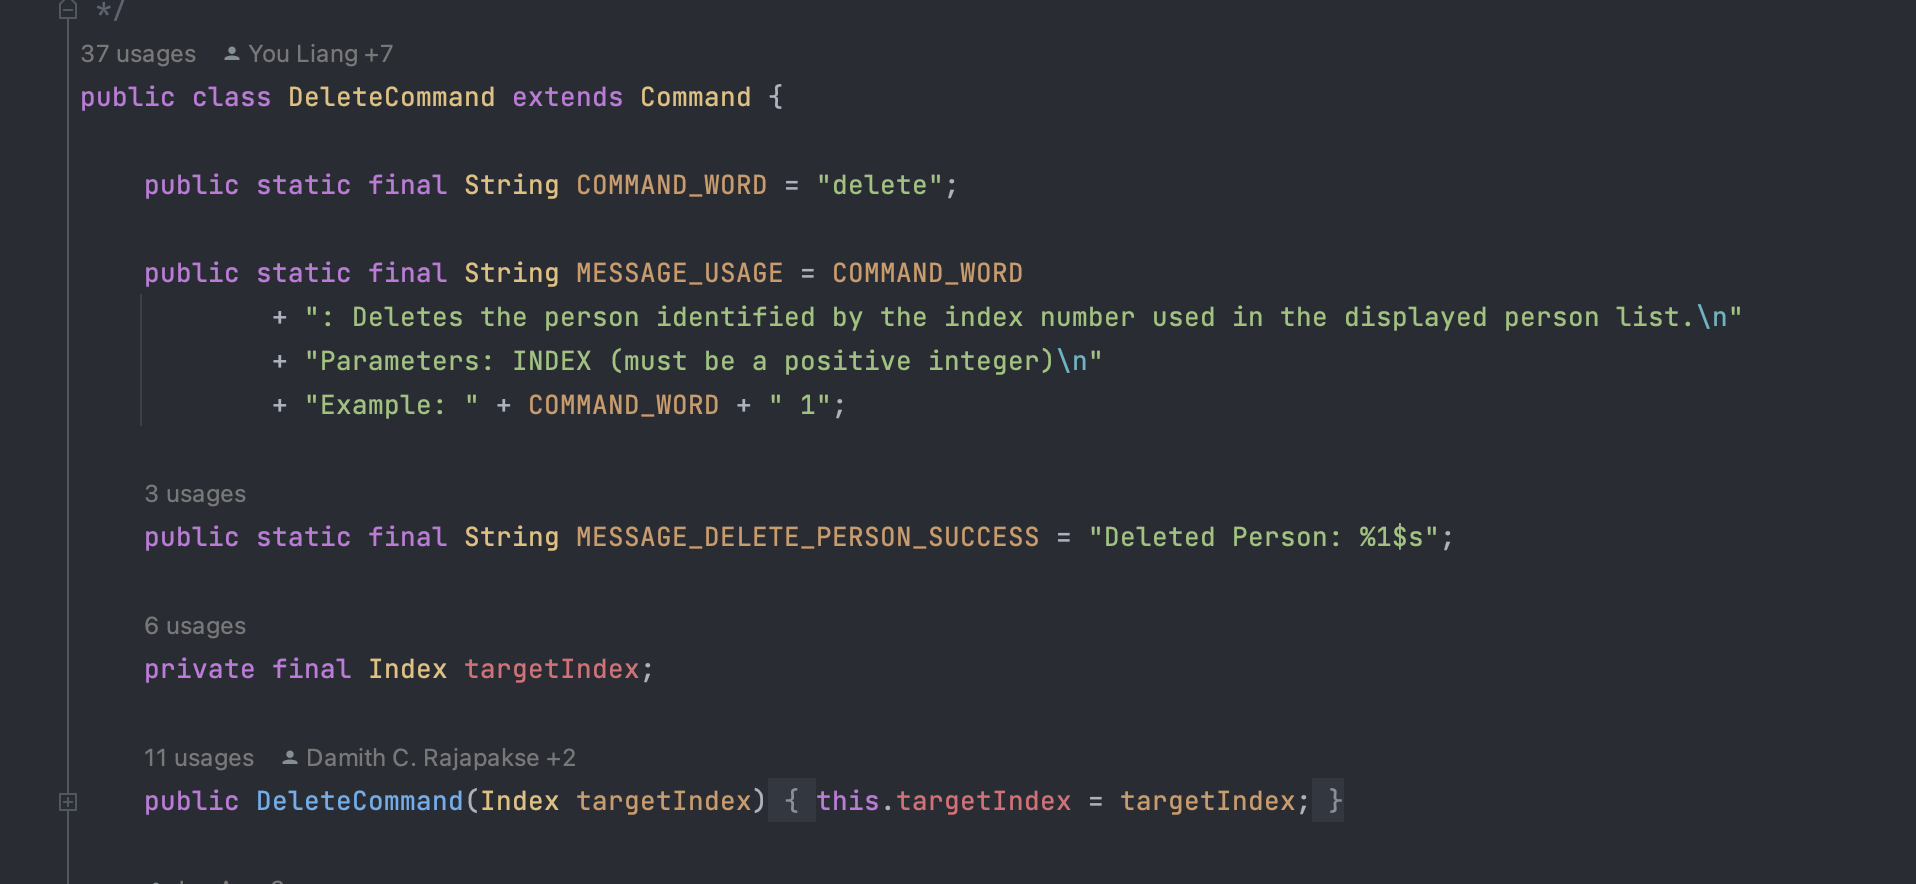 */
37 usages You Liang +7
public class DeleteCommand extends Command {
public static final String COMMAND_WORD = "delete";
public static final String MESSAGE_USAGE = COMMAND_WORD
+ ": Deletes the person identified by the index number used in the displayed person list.\n"
+ "Parameters: INDEX (must be a positive integer)\n"
+ "Example: " + COMMAND_WORD + " 1";
3 usages
public static final String MESSAGE_DELETE_PERSON_SUCCESS = "Deleted Person: %1$s";
6 usages
private final Index targetIndex;
11 usages Damith C. Rajapakse +2
public DeleteCommand(Index targetIndex) { this.targetIndex = targetIndex; }